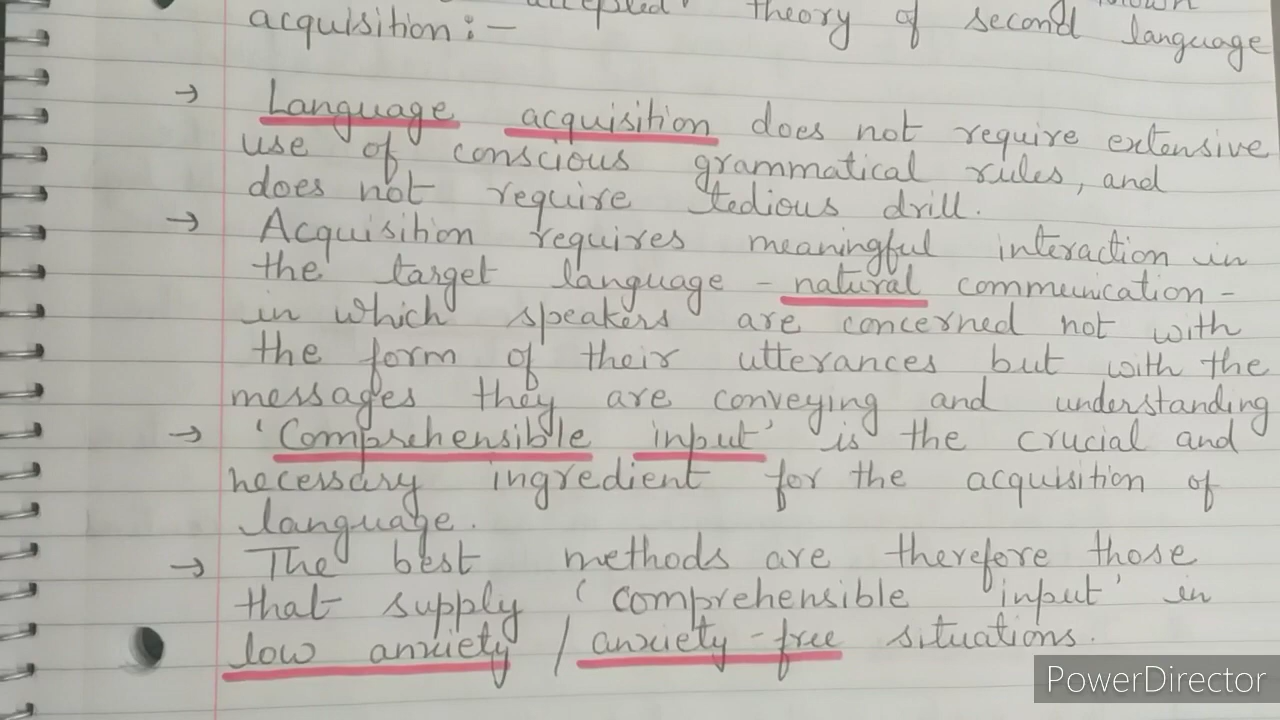 theory of second language
acquisition :-
→ Language acquisition does not require extensive
use of conscious grammatical rules, and
does not require tedious drill.
→ Acquisition requires meaningful interaction in
the target language - natural communication -
in which speakers are concerned not with
the form of their utterances but with the
messages they are conveying and understanding
→ 'Comprehensible input' is the crucial and
necessary ingredient for the acquisition of
language.
→ The best methods are therefore those
that supply 'comprehensible input' in
low anxiety / anxiety-free situations.
PowerDirector